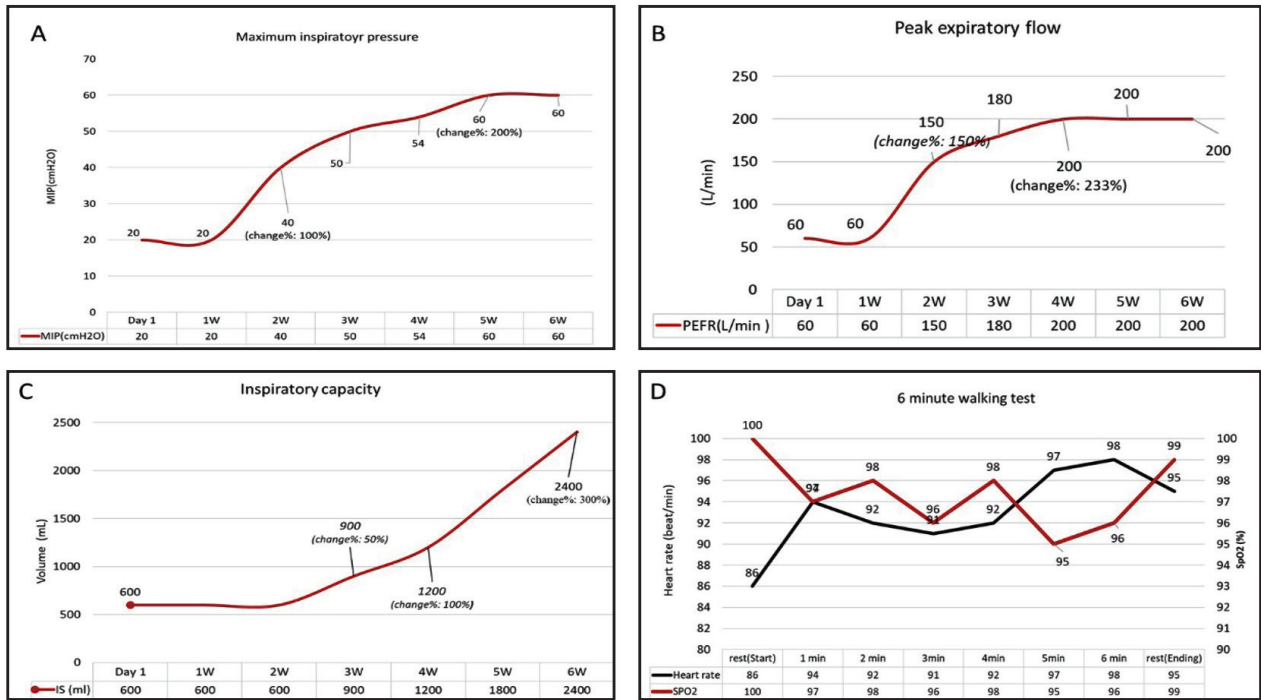 A
Maximum inspiratoyr pressure
70
60
50
40
30
20
10
0
MIP(cmH2O)
20
20
40
(change%: 100%)
50
54
60
(change%: 200%)
60
Day 1 1W 2W 3W 4W 5W 6W
MIP(cmH2O) 20 20 40 50 54 60 60
B
Peak expiratory flow
250
200
150
100
50
0
(L/min)
60
60
150
(change%: 150%)
180
200
(change%: 233%)
200
200
Day 1 1W 2W 3W 4W 5W 6W
PEFR(L/min ) 60 60 150 180 200 200 200
C
Inspiratory capacity
2500
2000
1500
1000
500
0
Volume (mL)
600
900
(change%: 50%)
1200
(change%: 100%)
2400
(change%: 300%)
Day 1 1W 2W 3W 4W 5W 6W
IS (ml) 600 600 600 900 1200 1800 2400
D
6 minute walking test
100
98
96
94
92
90
88
86
84
82
80
Heart rate (beat/min)
100
99
98
97
96
95
94
93
92
91
90
SpO2 (%)
100
97
98
96
98
95
96
99
86
94
92
91
92
97
98
95
rest(Start) 1 min 2 min 3min 4min 5min 6 min rest(Ending)
Heart rate 86 94 92 91 92 97 98 95
SPO2 100 97 98 96 98 95 96 99